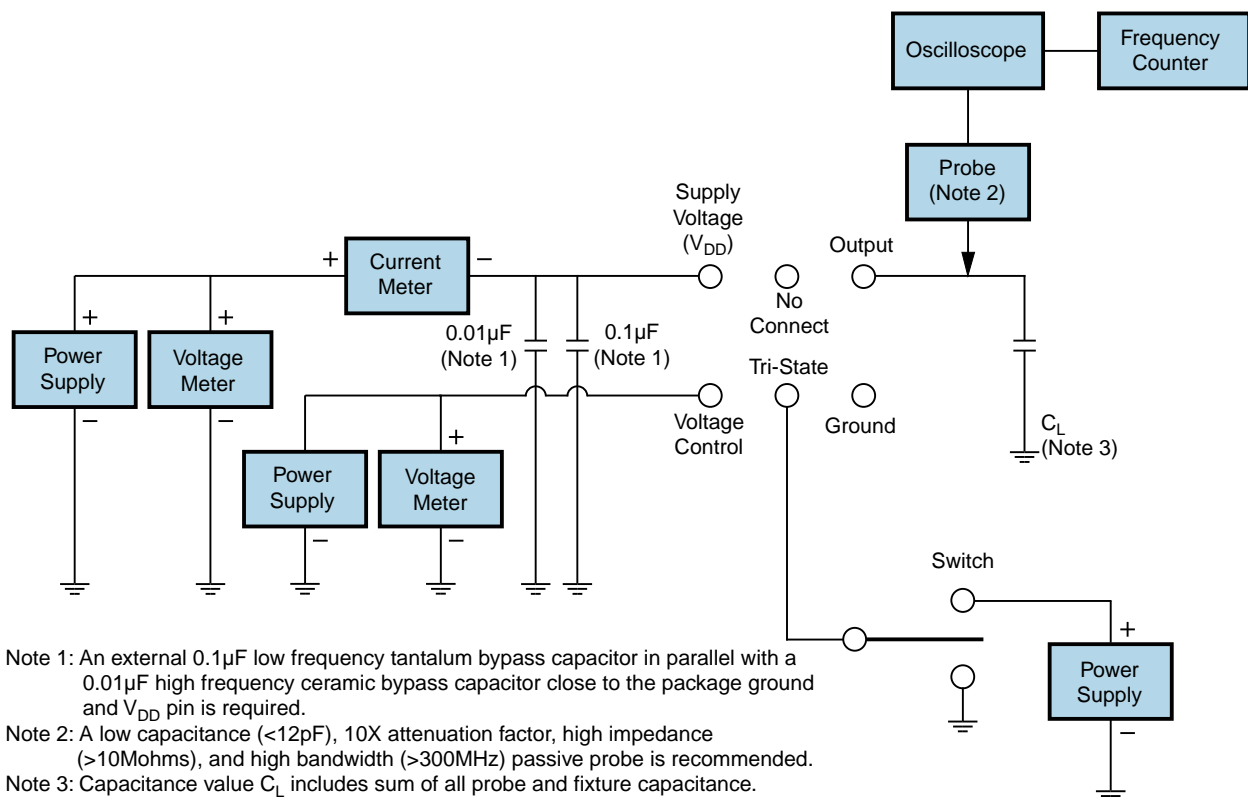 Oscilloscope
Frequency
Counter
Probe
(Note 2)
Supply
Voltage
(VDD)
Output
+
Current
Meter
−
No
Connect
+
Power
Supply
−
+
Voltage
Meter
−
0.01µF
(Note 1)
0.1µF
(Note 1)
Tri-State
Voltage
Control
Ground
CL
(Note 3)
Power
Supply
−
+
Voltage
Meter
−
Switch
+
Power
Supply
−
Note 1: An external 0.1µF low frequency tantalum bypass capacitor in parallel with a
0.01µF high frequency ceramic bypass capacitor close to the package ground
and VDD pin is required.
Note 2: A low capacitance (<12pF), 10X attenuation factor, high impedance
(>10Mohms), and high bandwidth (>300MHz) passive probe is recommended.
Note 3: Capacitance value CL includes sum of all probe and fixture capacitance.